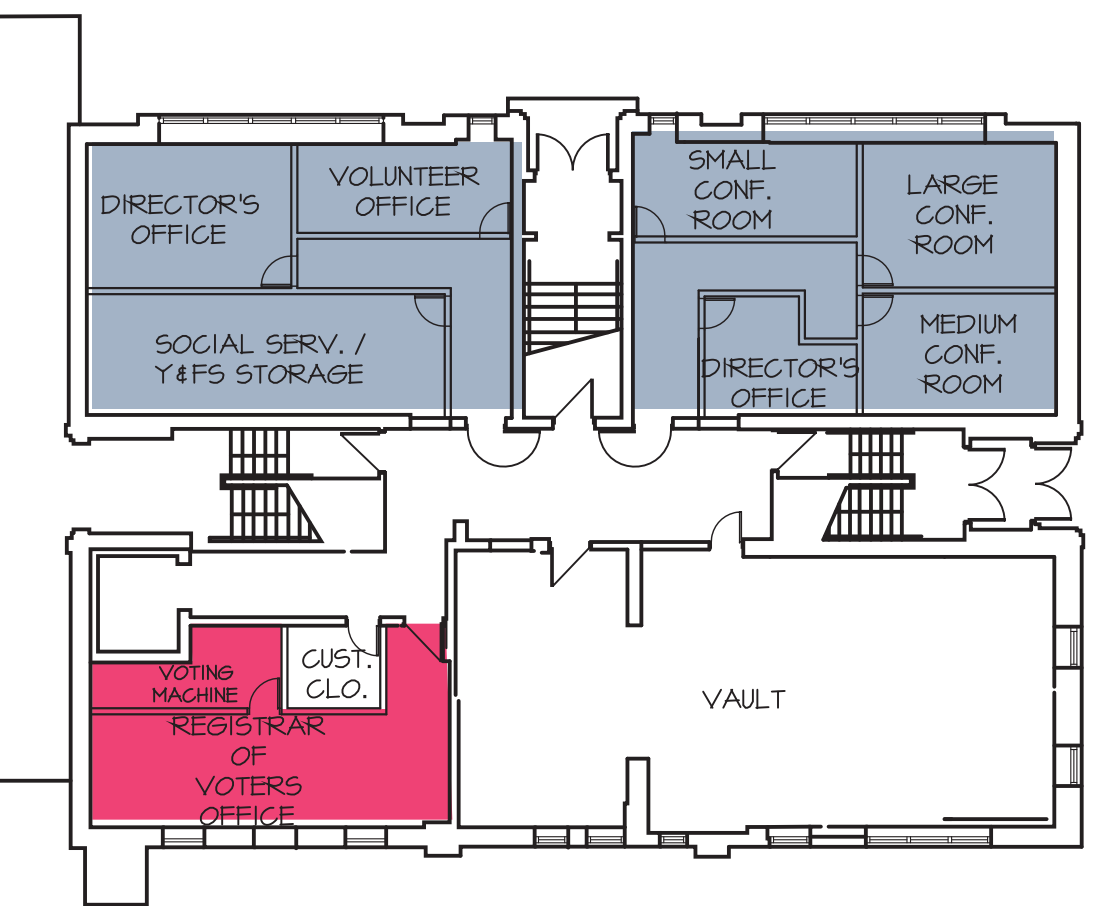 DIRECTOR'S
OFFICE
VOLUNTEER
OFFICE
SMALL
CONF.
ROOM
LARGE
CONF.
ROOM
SOCIAL SERV. /
Y&FS STORAGE
DIRECTOR'S
OFFICE
MEDIUM
CONF.
ROOM
VOTING
MACHINE
CUST.
CLO.
REGISTRAR
OF
VOTERS
OFFICE
VAULT